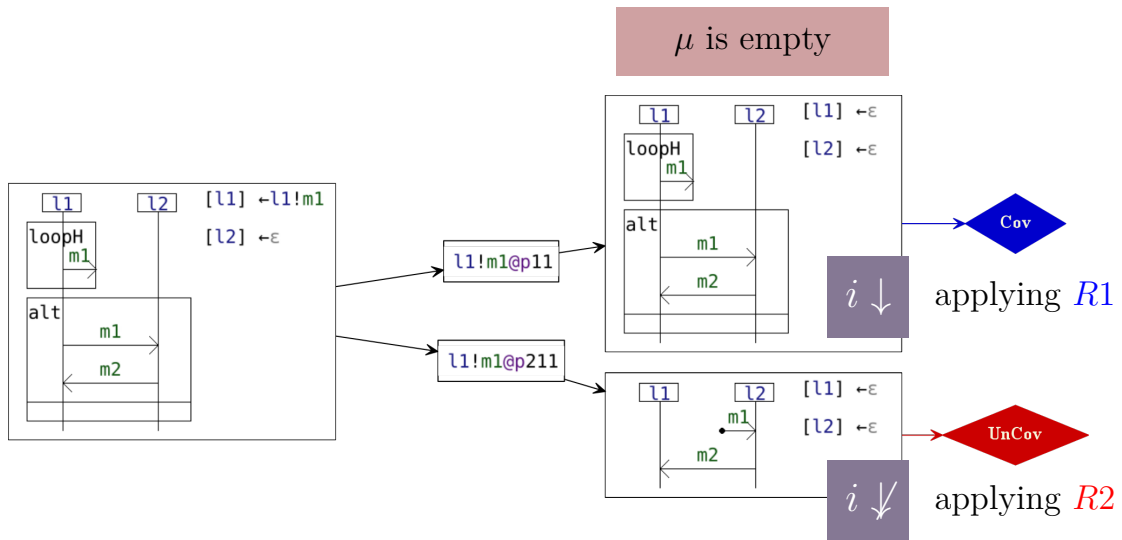 μ is empty
l1 l2 [l1] ←l1!m1
loopH [l2] ←ε
m1
alt
m1
m2
l1!m1@p11
l1!m1@p211
l1 l2 [l1] ←ε
loopH [l2] ←ε
m1
alt
m1
m2
Cov
i ↓ applying R1
l1 l2 [l1] ←ε
m1 [l2] ←ε
m2
UnCov
i ↓̸ applying R2